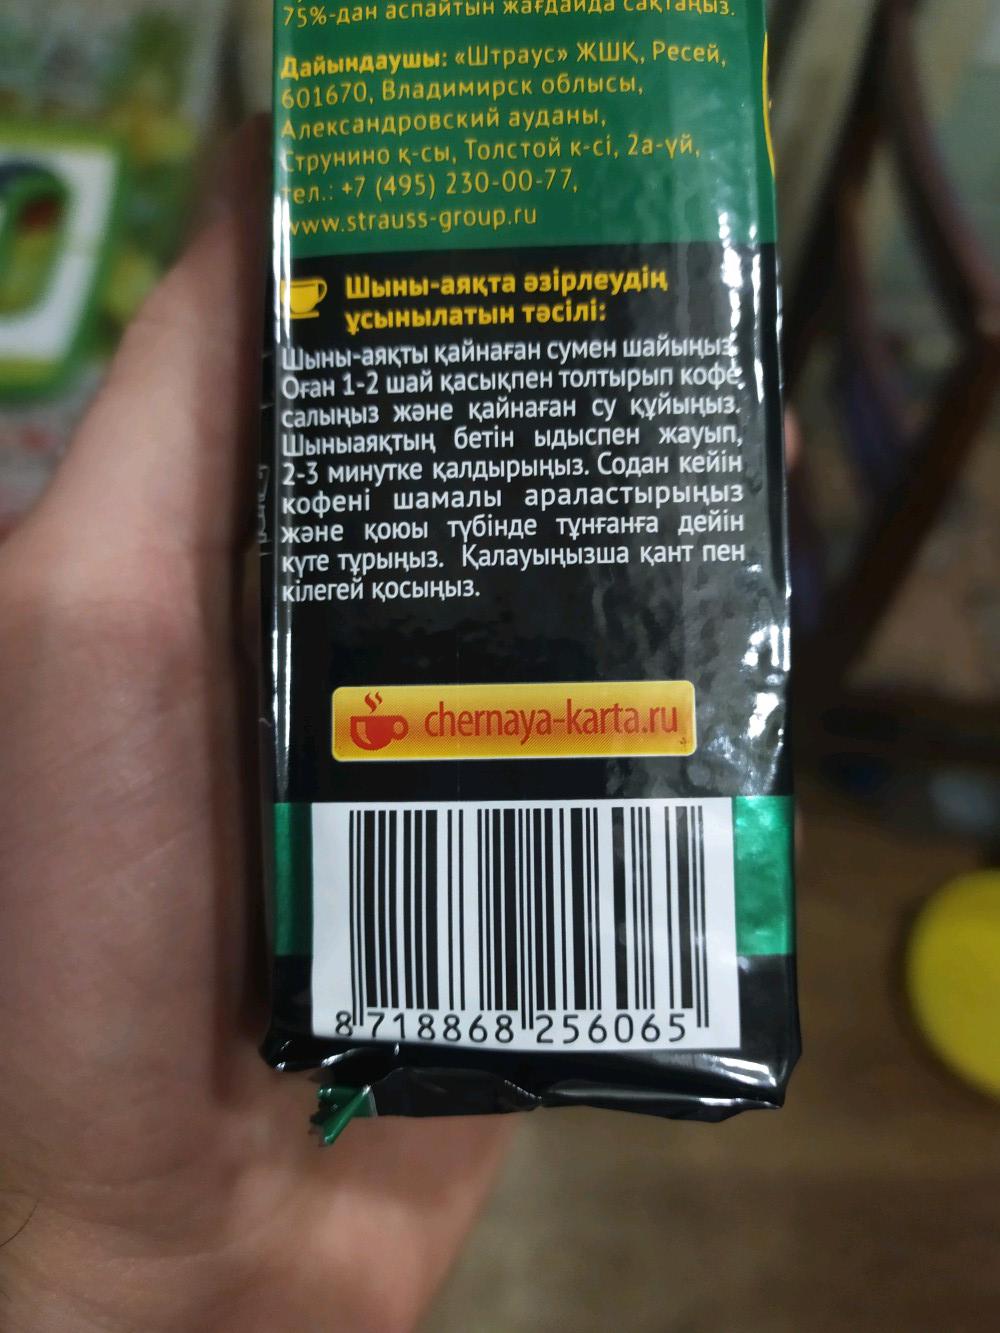 75%-дан аспайтын жағдайда сақтаңыз.
Дайындаушы: «Штраус» ЖШҚ, Ресей,
601670, Владимирск облысы,
Александровский ауданы,
Струнино қ-сы, Толстой к-сі, 2а-үй,
тел.: +7 (495) 230-00-77,
www.strauss-group.ru
Шыны-аяқта әзірлеудің
ұсынылатын тәсілі:
Шыны-аяқты қайнаған сумен шайыңыз.
Оған 1-2 шай қасықпен толтырып кофе
салыңыз және қайнаған су құйыңыз.
Шыныаяқтың бетін ыдыспен жауып,
2-3 минутке қалдырыңыз. Содан кейін
кофені шамалы араластырыңыз
және қоюы түбінде тұнғанға дейін
күте тұрыңыз. Қалауыңызша қант пен
кілегей қосыңыз.
chernaya-karta.ru
8 718868 256065